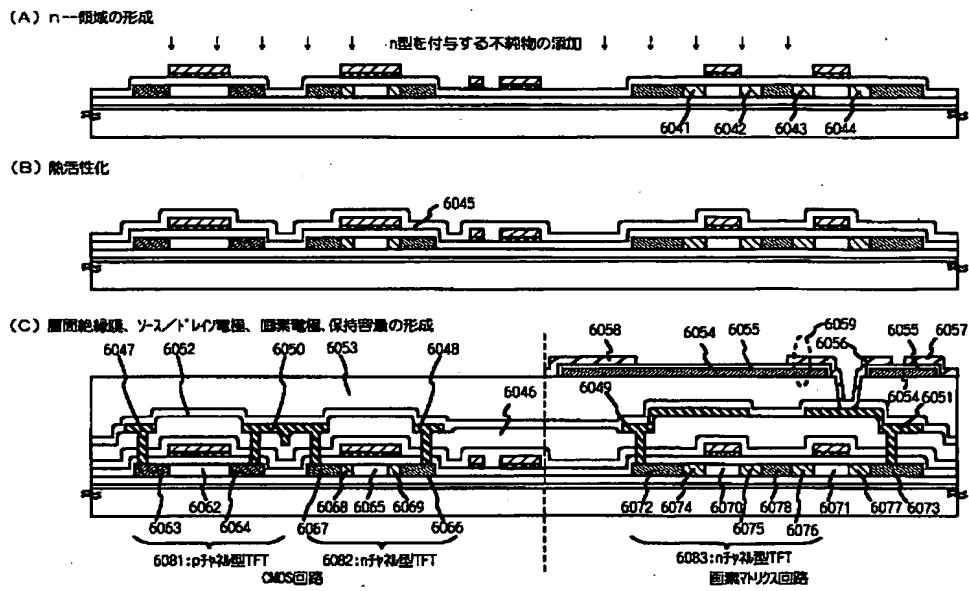 (A) n--領域の形成
n型を付与する不純物の添加
6041 6042 6043 6044
(B) 熱活性化
6045
(C) 層間絶縁膜、ソース/ドレイン電極、画素電極、保持容量の形成
6058 6054 6055 6059 6055 6057
6056
6047 6052 6050 6053 6048
6049 6046 6054 6051
6063 6062 6064 6067 6068 6065 6069 6066 6072 6074 6070 6078 6071 6077 6073
6075 6076
6081:pチャネル型TFT 6082:nチャネル型TFT 6083:nチャネル型TFT
CMOS回路 画素マトリクス回路